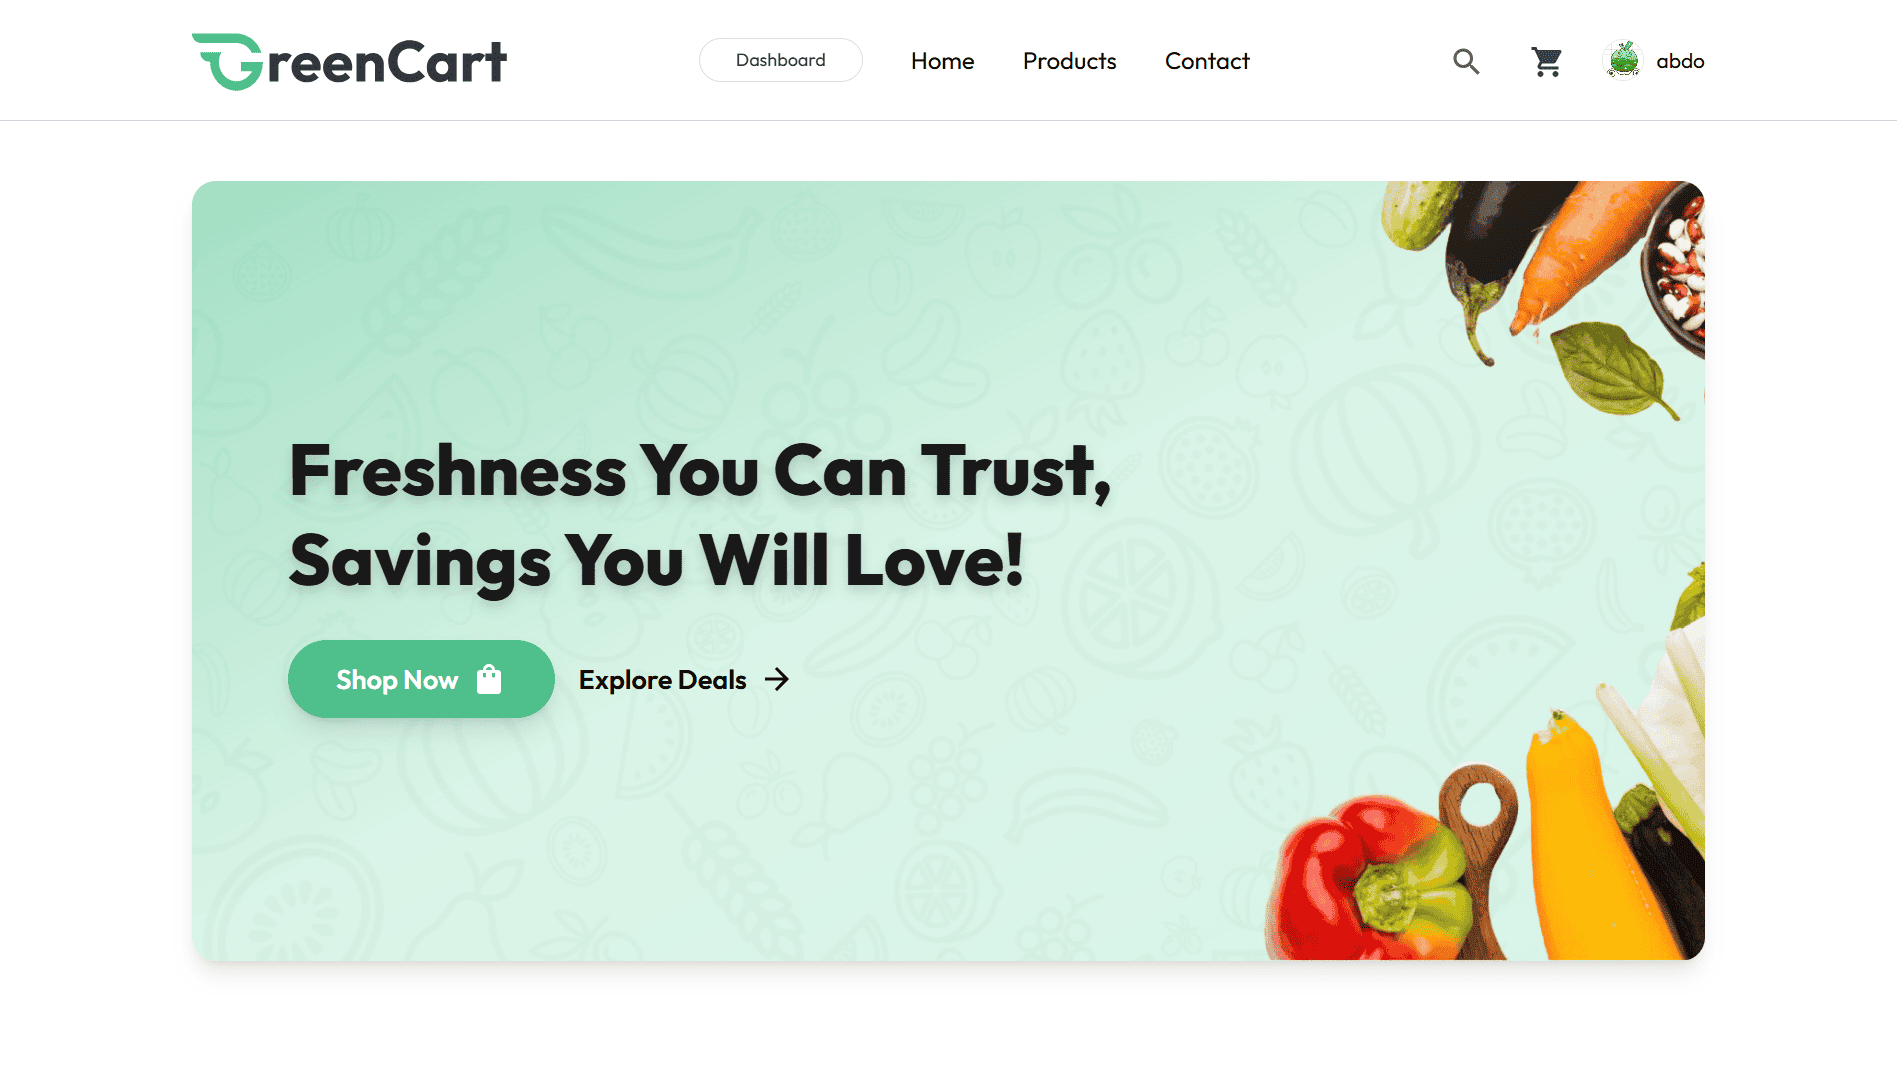 GreenCart
Dashboard
Home
Products
Contact
abdo
Freshness You Can Trust,
Savings You Will Love!
Shop Now
Explore Deals